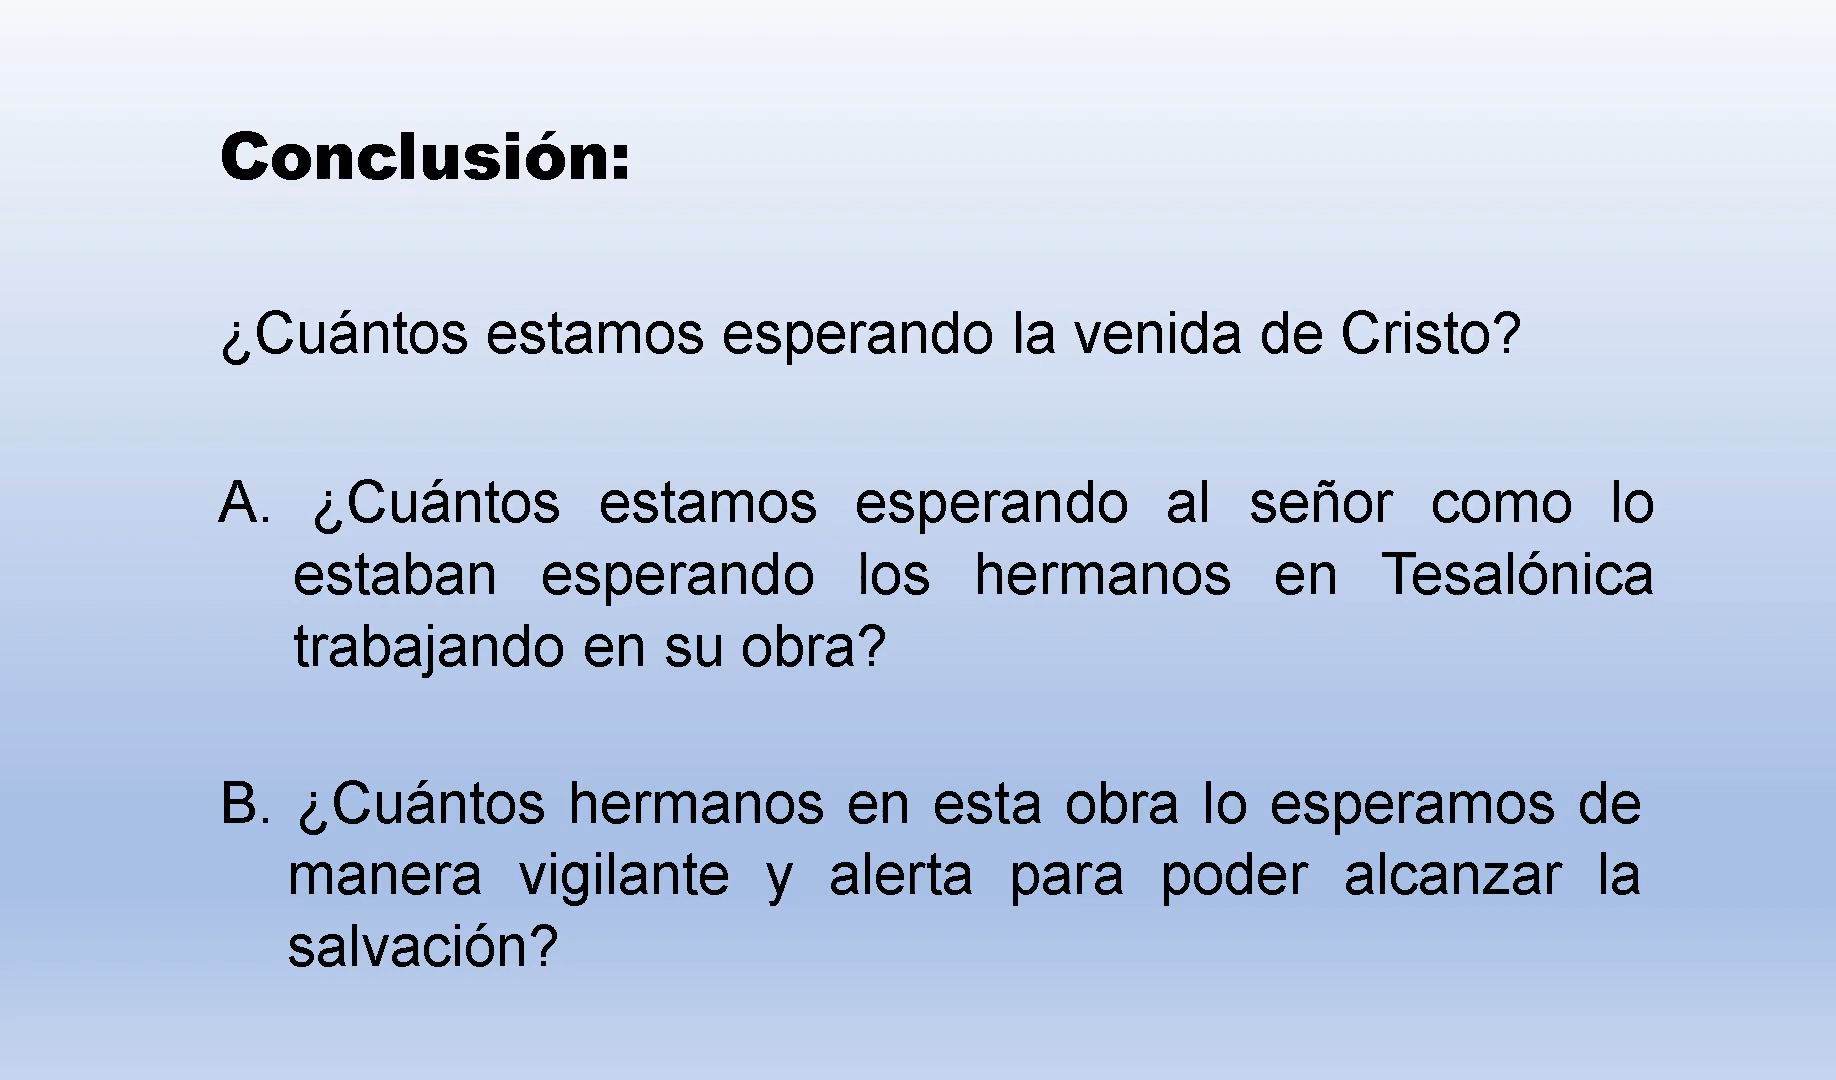 Conclusión:
¿Cuántos estamos esperando la venida de Cristo?
A. ¿Cuántos estamos esperando al señor como lo
estaban esperando los hermanos en Tesalónica
trabajando en su obra?
B. ¿Cuántos hermanos en esta obra lo esperamos de
manera vigilante y alerta para poder alcanzar la
salvación?